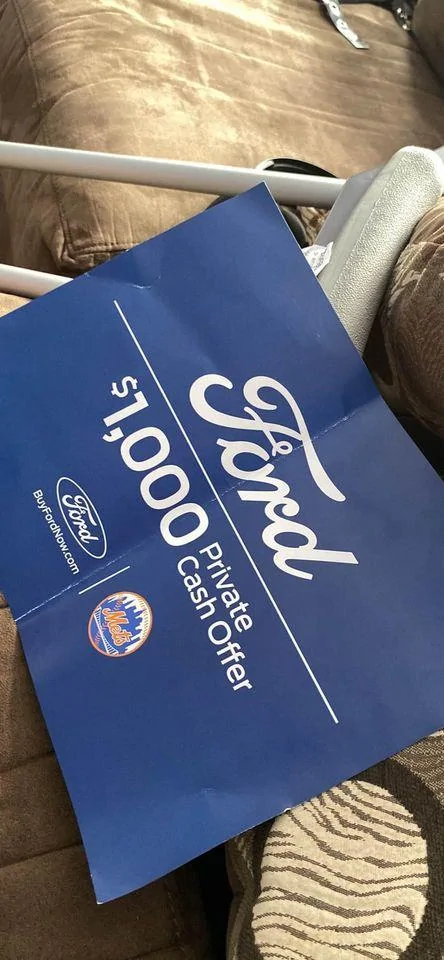 Ford
$1,000 Private
Cash Offer
Ford
BuyFordNow.com
Mets